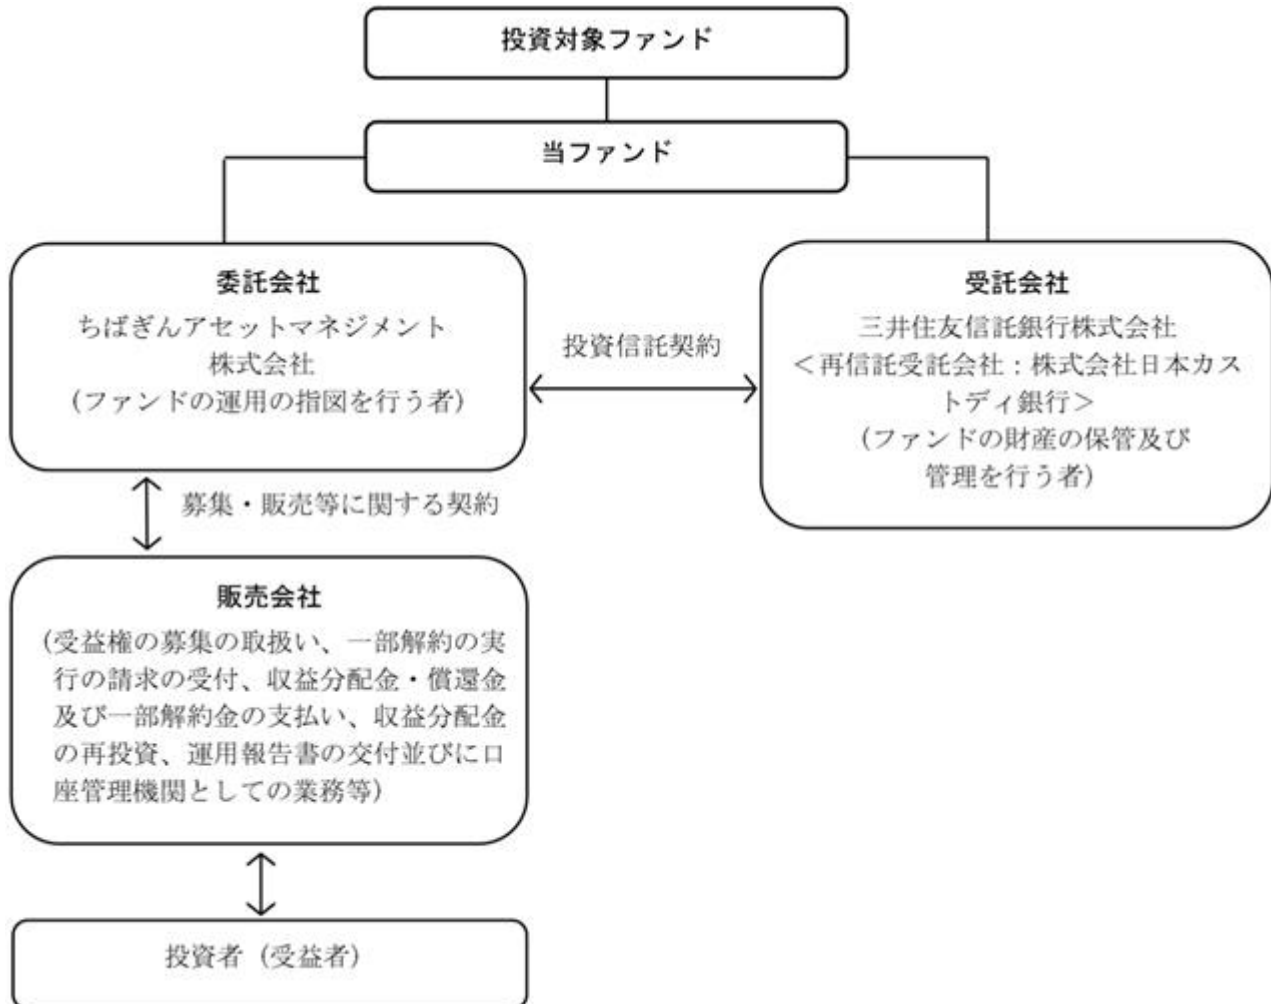 投資対象ファンド
当ファンド
委託会社
ちばぎんアセットマネジメント
株式会社
(ファンドの運用の指図を行う者)
投資信託契約
受託会社
三井住友信託銀行株式会社
＜再信託受託会社：株式会社日本カス
トディ銀行＞
(ファンドの財産の保管及び
管理を行う者)
募集・販売等に関する契約
販売会社
(受益権の募集の取扱い、一部解約の実
行の請求の受付、収益分配金・償還金
及び一部解約金の支払い、収益分配金
の再投資、運用報告書の交付並びに口
座管理機関としての業務等)
投資者（受益者）